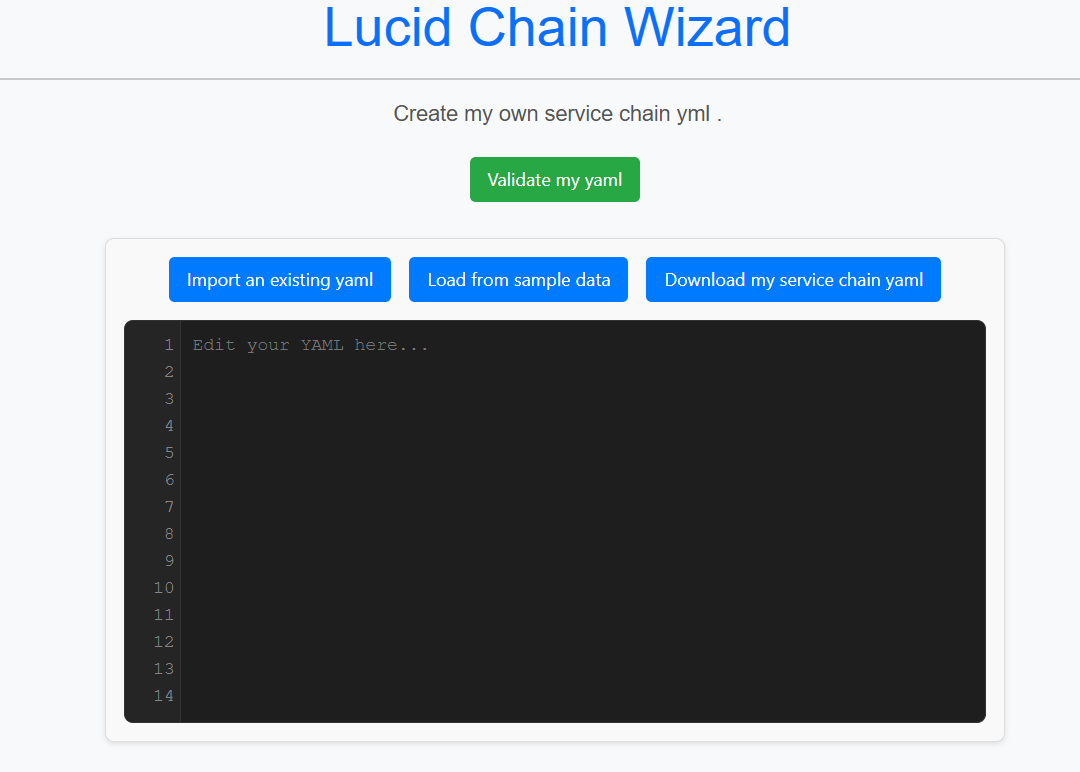 Lucid Chain Wizard
Create my own service chain yml .
Validate my yaml
Import an existing yaml Load from sample data Download my service chain yaml
1 Edit your YAML here...
2
3
4
5
6
7
8
9
10
11
12
13
14